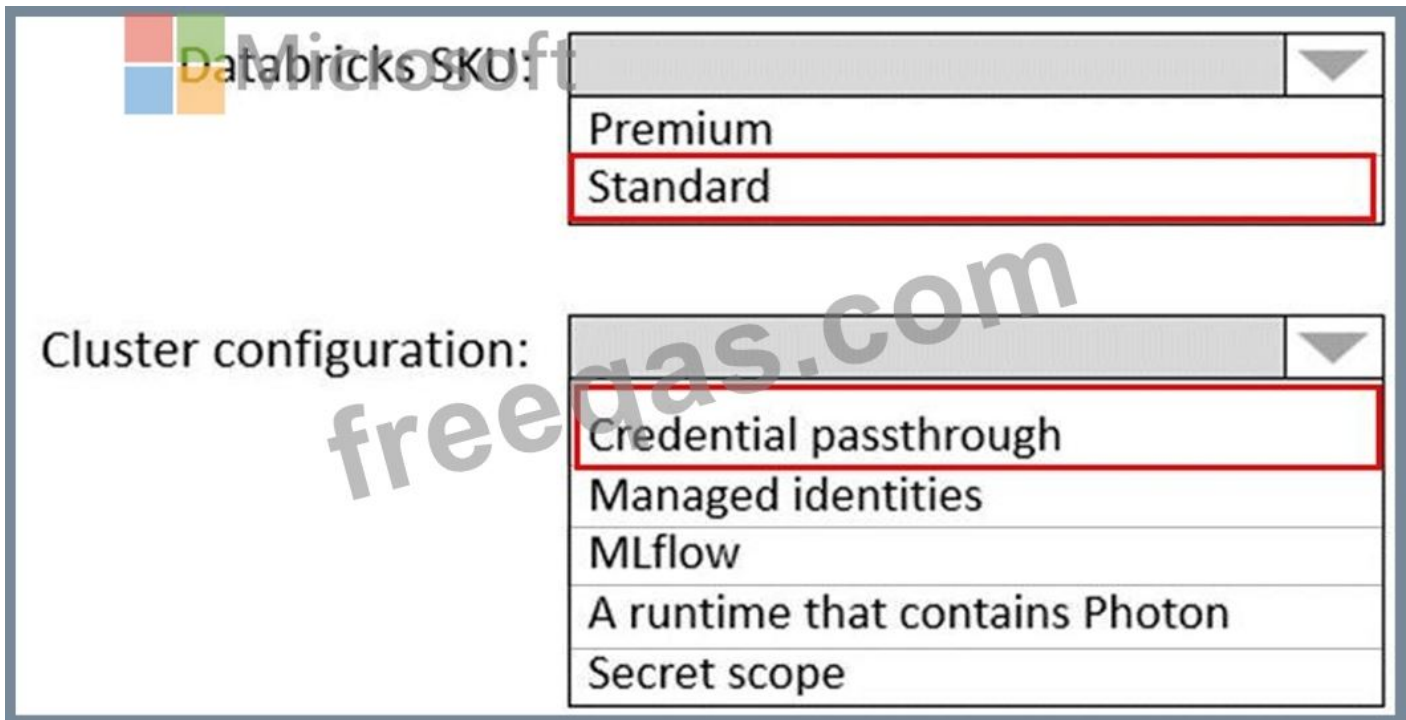 Microsoft
Databricks SKU:
Premium
Standard
freeqas.com
Cluster configuration:
Credential passthrough
Managed identities
MLflow
A runtime that contains Photon
Secret scope